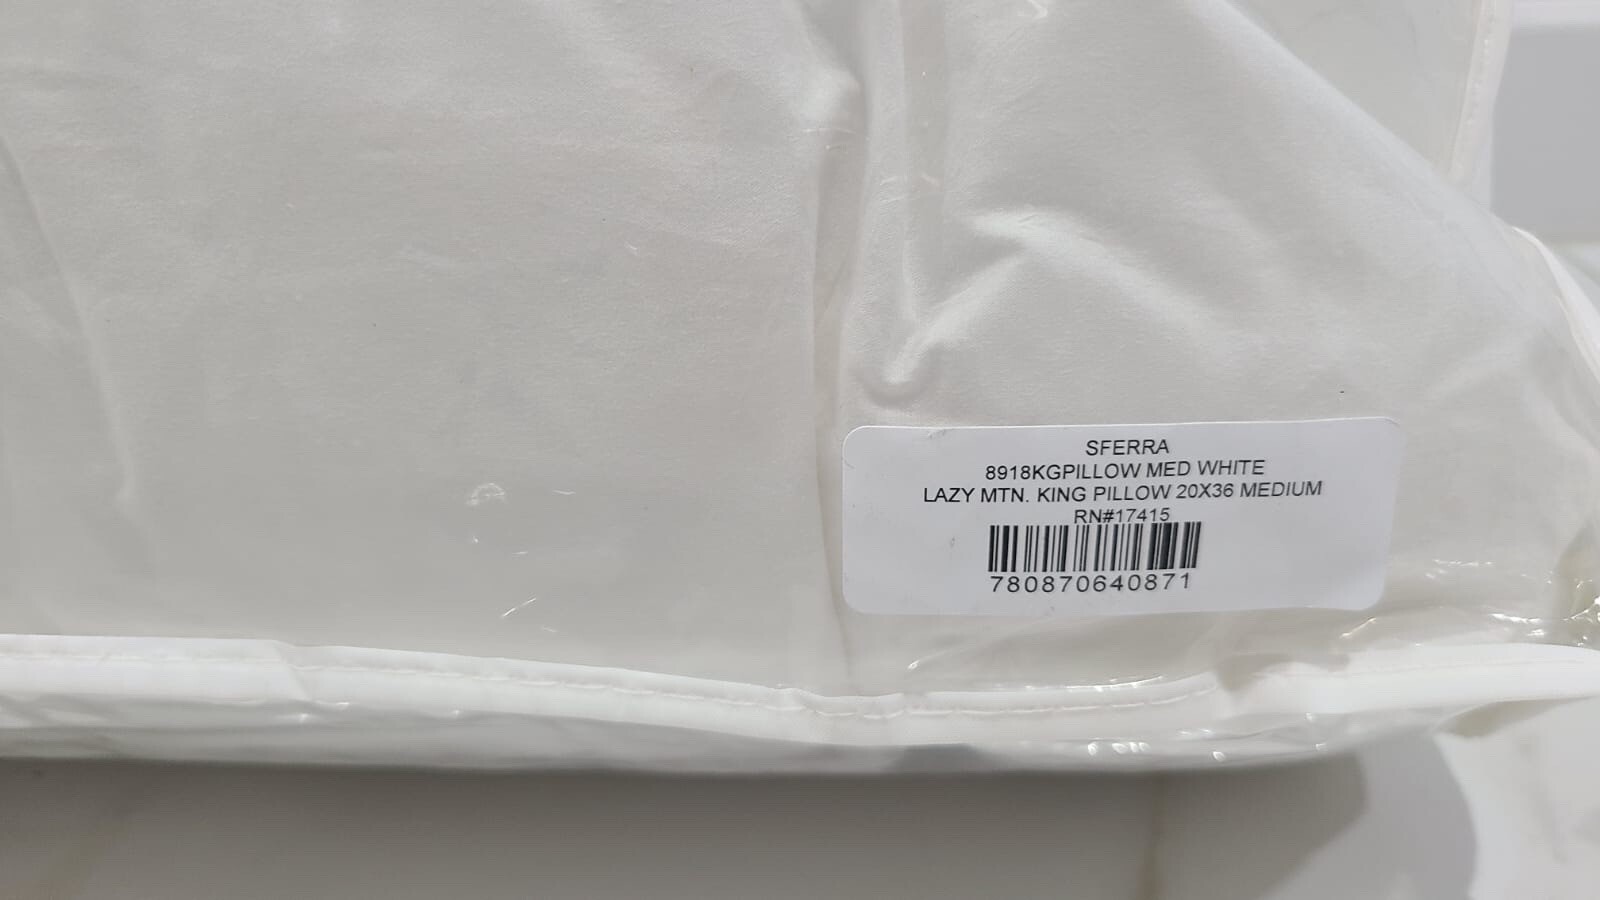 SFERRA
8918KGPILLOW MED WHITE
LAZY MTN. KING PILLOW 20X36 MEDIUM
RN#17415
780870640871